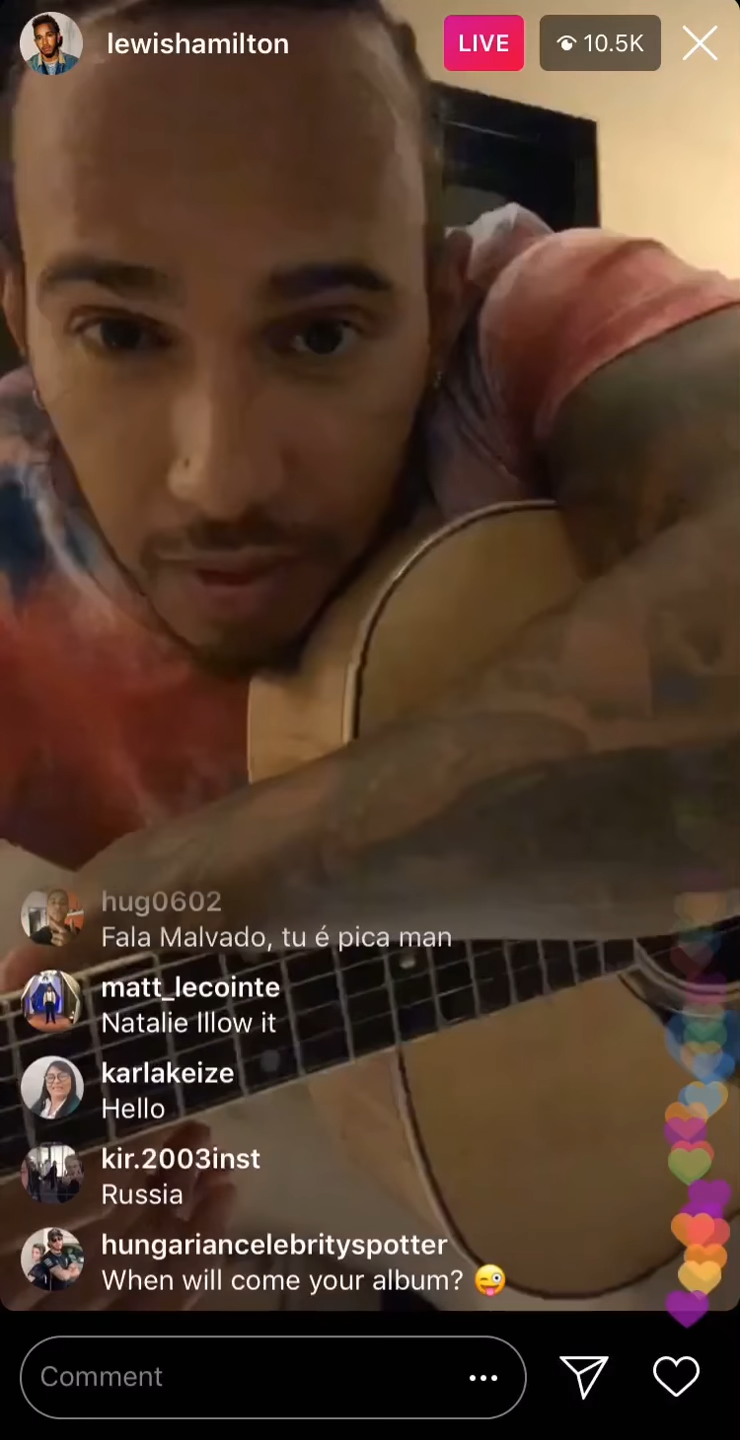 lewishamilton
LIVE
10.5K
hug0602
Fala Malvado, tu é pica man
matt_lecointe
Natalie Illow it
karlakeize
Hello
kir.2003inst
Russia
hungariancelebrityspotter
When will come your album? 😜
Comment